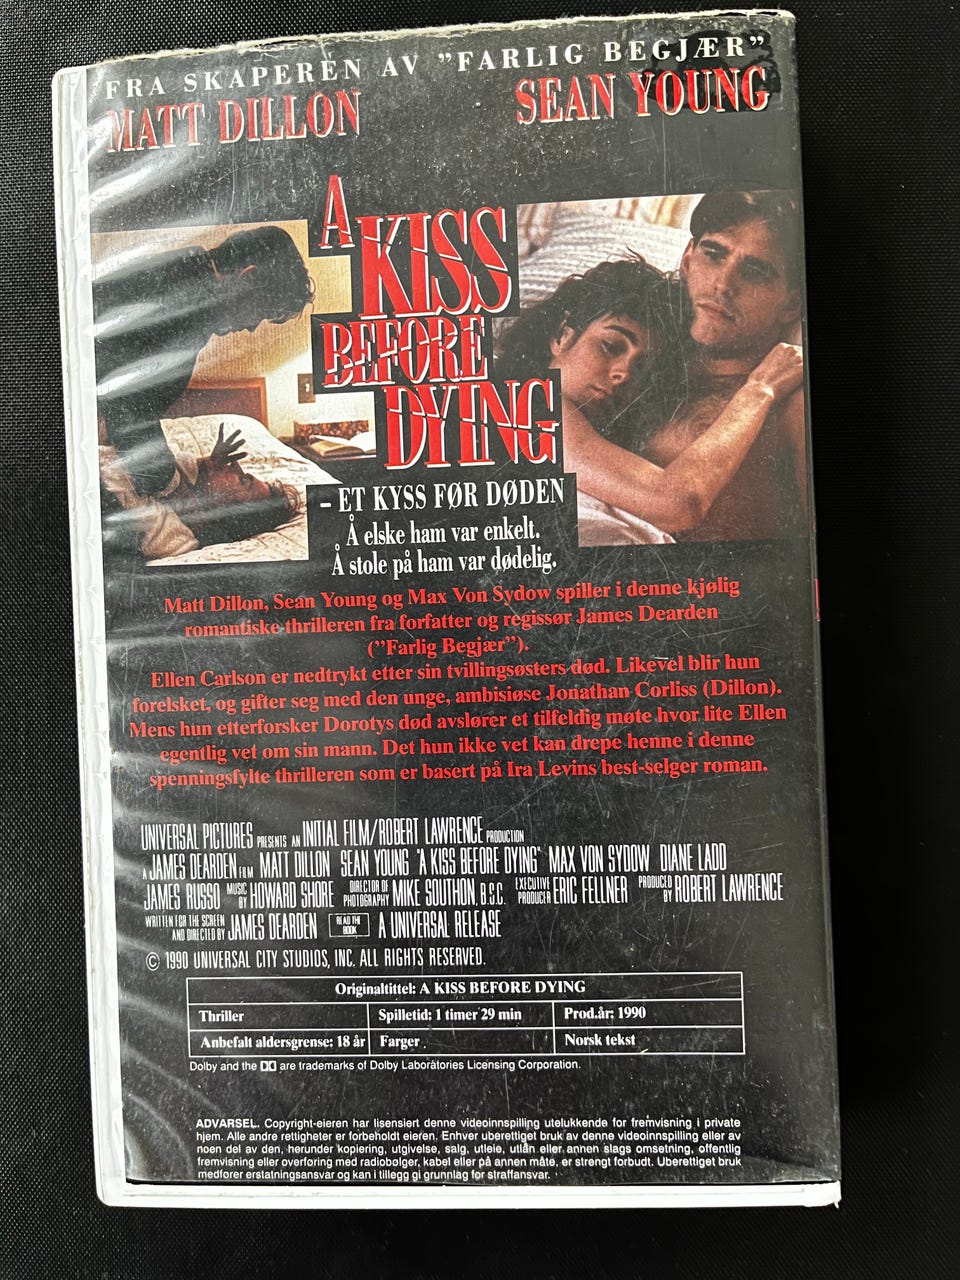 FRA SKAPEREN AV "FARLIG BEGJÆR"
MATT DILLON SEAN YOUNG
A
KISS
BEFORE
DYING
– ET KYSS FØR DØDEN
Å elske ham var enkelt.
Å stole på ham var dødelig.
Matt Dillon, Sean Young og Max Von Sydow spiller i denne kjølig
romantiske thrilleren fra forfatter og regissør James Dearden
("Farlig Begjær").
Ellen Carlson er nedtrykt etter sin tvillingsøsters død. Likevel blir hun
forelsket, og gifter seg med den unge, ambisiøse Jonathan Corliss (Dillon).
Mens hun etterforsker Dorotys død avslører et tilfeldig møte hvor lite Ellen
egentlig vet om sin mann. Det hun ikke vet kan drepe henne i denne
spenningsfylte thrilleren som er basert på Ira Levins best-selger roman.
UNIVERSAL PICTURES PRESENTS AN INITIAL FILM/ROBERT LAWRENCE PRODUCTION
A JAMES DEARDEN FILM MATT DILLON SEAN YOUNG "A KISS BEFORE DYING" MAX VON SYDOW DIANE LADD
JAMES RUSSO MUSIC BY HOWARD SHORE DIRECTOR OF PHOTOGRAPHY MIKE SOUTHON, B.S.C. EXECUTIVE PRODUCER ERIC FELLNER PRODUCED BY ROBERT LAWRENCE
WRITTEN FOR THE SCREEN AND DIRECTED BY JAMES DEARDEN READ THE BOOK A UNIVERSAL RELEASE
© 1990 UNIVERSAL CITY STUDIOS, INC. ALL RIGHTS RESERVED.
Originaltittel: A KISS BEFORE DYING
Thriller Spilletid: 1 timer 29 min Prod.år: 1990
Anbefalt aldersgrense: 18 år Farger Norsk tekst
Dolby and the DD are trademarks of Dolby Laboratories Licensing Corporation.
ADVARSEL. Copyright-eieren har lisensiert denne videoinnspilling utelukkende for fremvisning i private
hjem. Alle andre rettigheter er forbeholdt eieren. Enhver uberettiget bruk av denne videoinnspilling eller av
noen del av den, herunder kopiering, utgivelse, salg, utleie, utlån eller annen slags omsetning, offentlig
fremvisning eller overføring med radiobolger, kabel eller på annen måte, er strengt forbudt. Uberettiget bruk
medfører erstatningsansvar og kan i tillegg gi grunnlag for straffansvar.